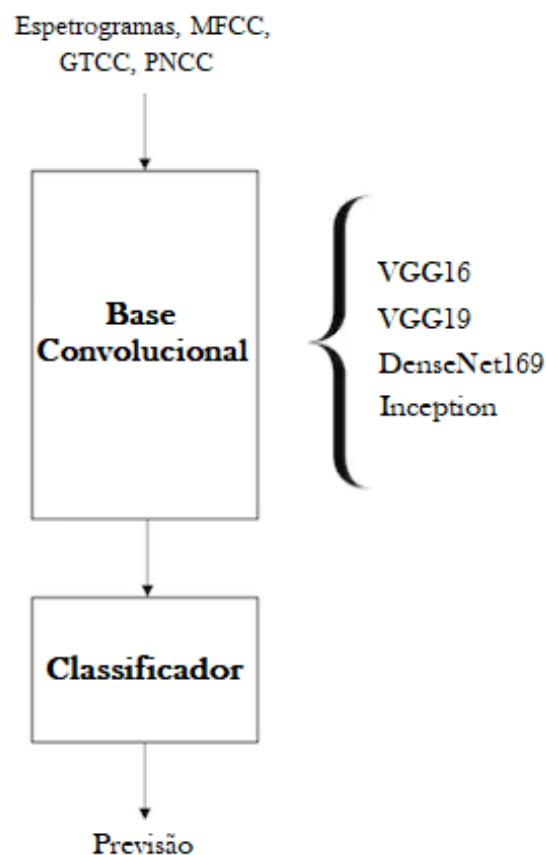 Espetrogramas, MFCC,
GTCC, PNCC
Base
Convolucional
VGG16
VGG19
DenseNet169
Inception
Classificador
Previsão